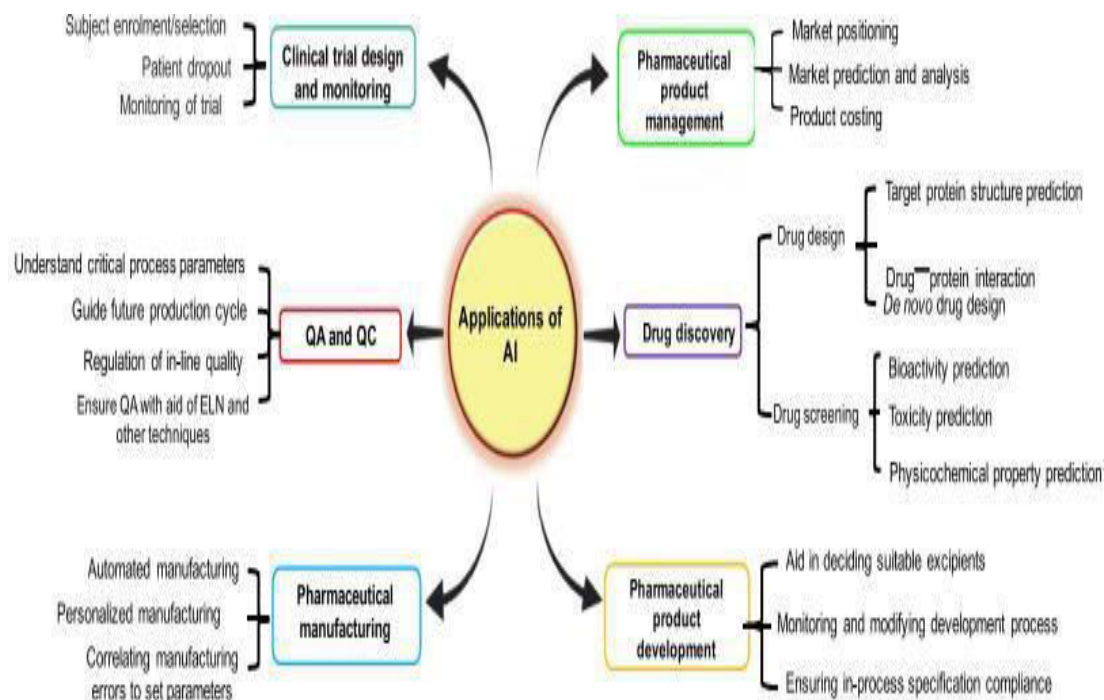 Subject enrolment/selection
Patient dropout
Monitoring of trial
Clinical trial design
and monitoring
Pharmaceutical
product
management
Market positioning
Market prediction and analysis
Product costing
Understand critical process parameters
Guide future production cycle
Regulation of in-line quality
Ensure QA with aid of ELN and
other techniques
QA and QC
Applications of
AI
Drug discovery
Drug design
Target protein structure prediction
Drug–protein interaction
De novo drug design
Drug screening
Bioactivity prediction
Toxicity prediction
Physicochemical property prediction
Automated manufacturing
Personalized manufacturing
Correlating manufacturing
errors to set parameters
Pharmaceutical
manufacturing
Pharmaceutical
product
development
Aid in deciding suitable excipients
Monitoring and modifying development process
Ensuring in-process specification compliance